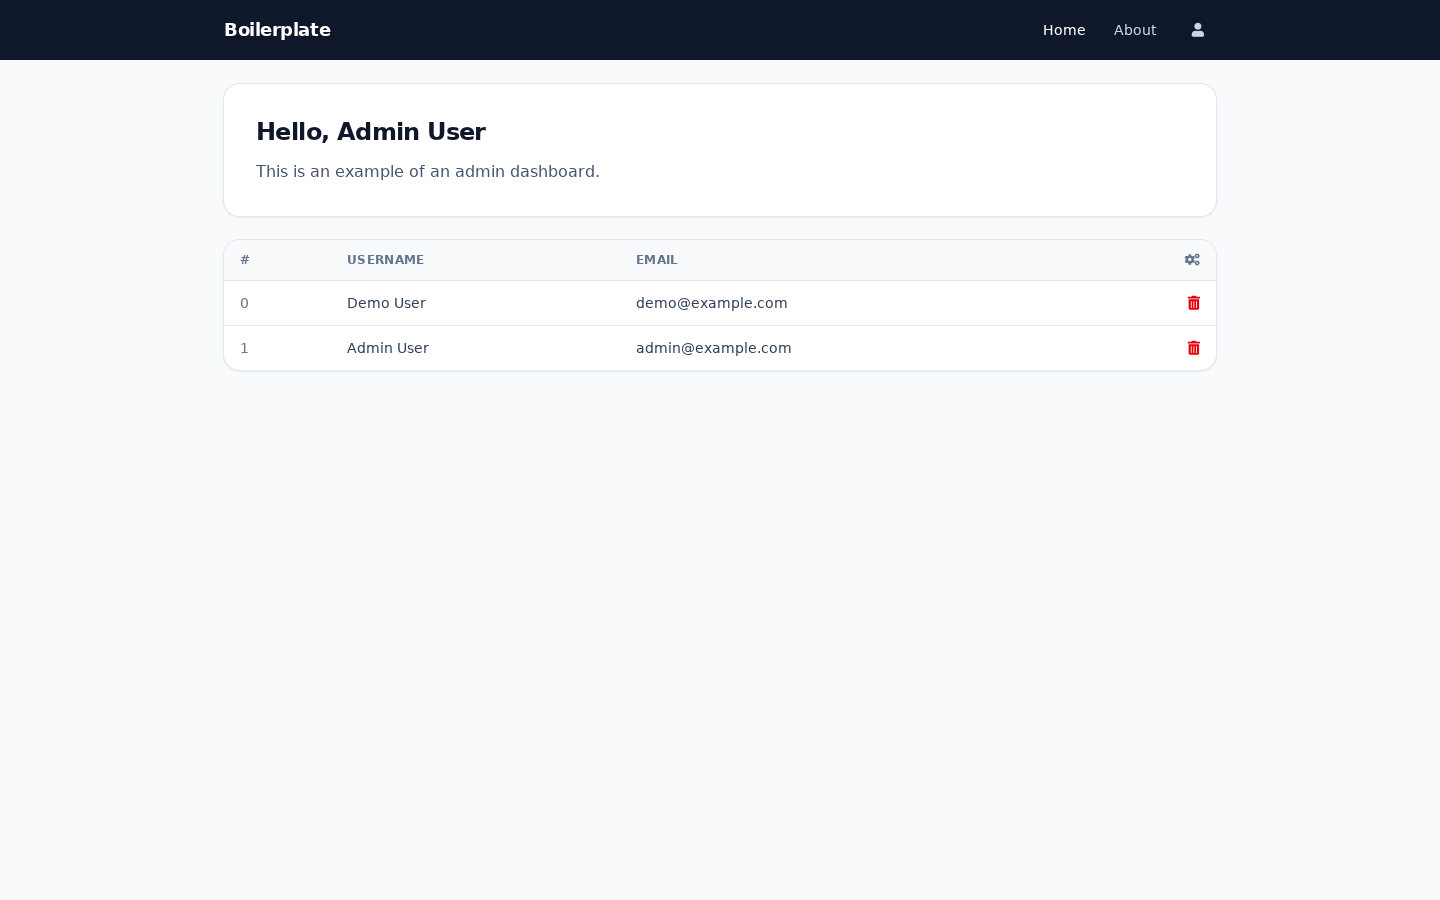 Boilerplate Home About
Hello, Admin User
This is an example of an admin dashboard.
# USERNAME EMAIL
0 Demo User demo@example.com
1 Admin User admin@example.com